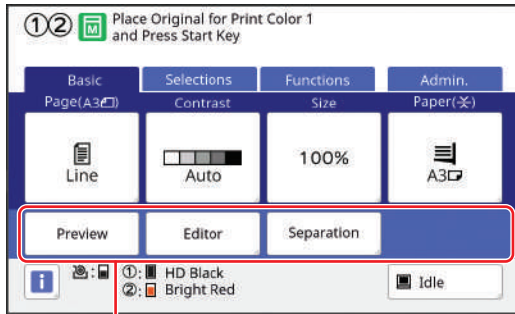 ①② M Place Original for Print Color 1
and Press Start Key
Basic Selections Functions Admin.
Page(A3) Contrast Size Paper()
Line Auto 100% A3
Preview Editor Separation
i : ①: HD Black
②: Bright Red
Idle